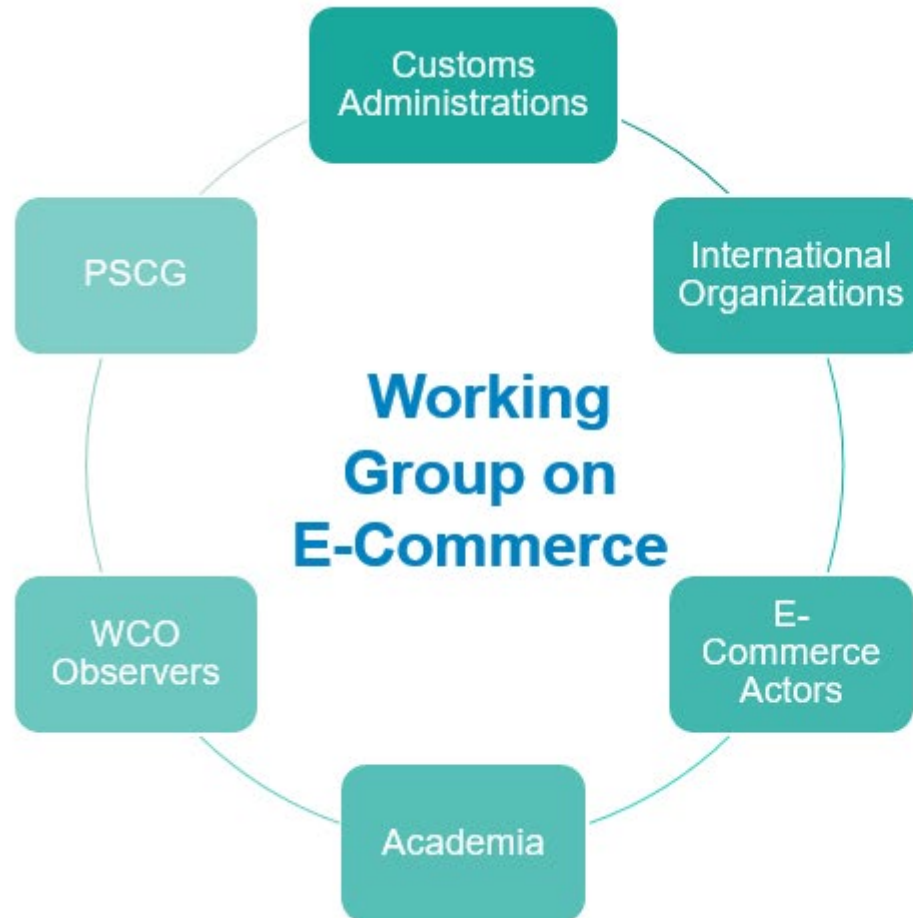 Customs
Administrations
International
Organizations
E-
Commerce
Actors
Academia
WCO
Observers
PSCG
Working
Group on
E-Commerce